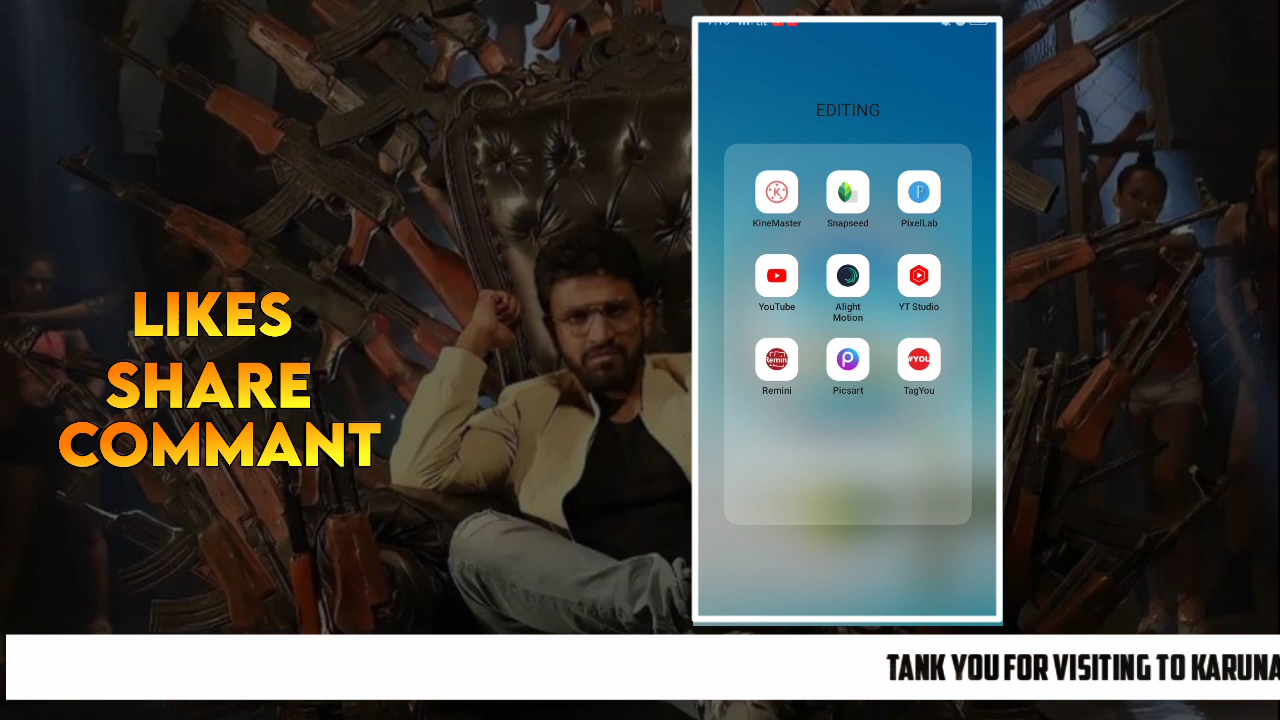 LIKES
SHARE
COMMANT
EDITING
KineMaster Snapseed PixelLab
YouTube Alight Motion YT Studio
Remini Picsart TagYou
TANK YOU FOR VISITING TO KARUNA